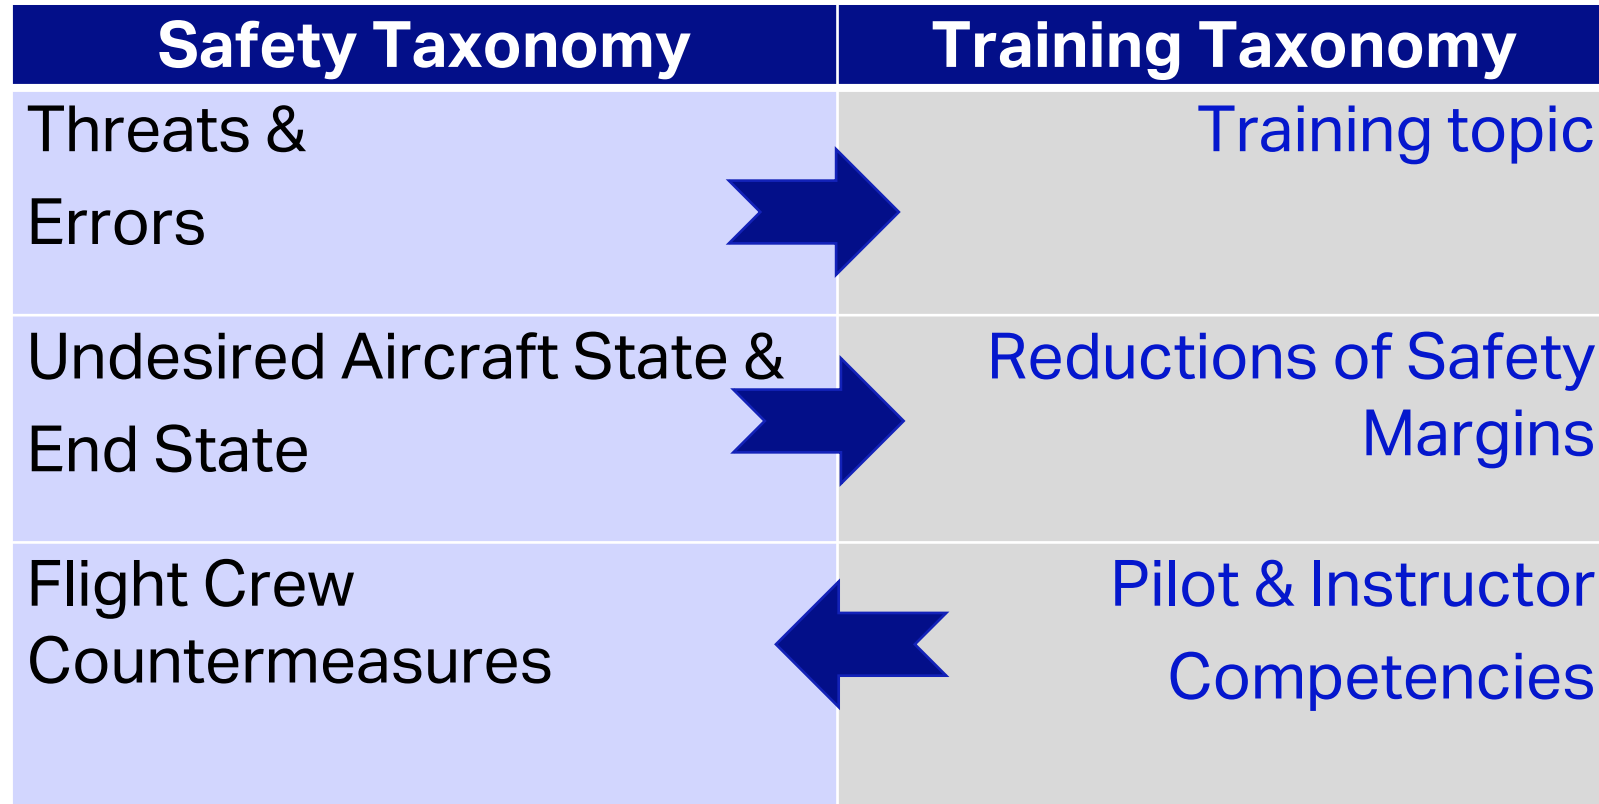 Safety Taxonomy
Training Taxonomy
Threats &
Errors
Training topic
Undesired Aircraft State &
End State
Reductions of Safety
Margins
Flight Crew
Countermeasures
Pilot & Instructor
Competencies